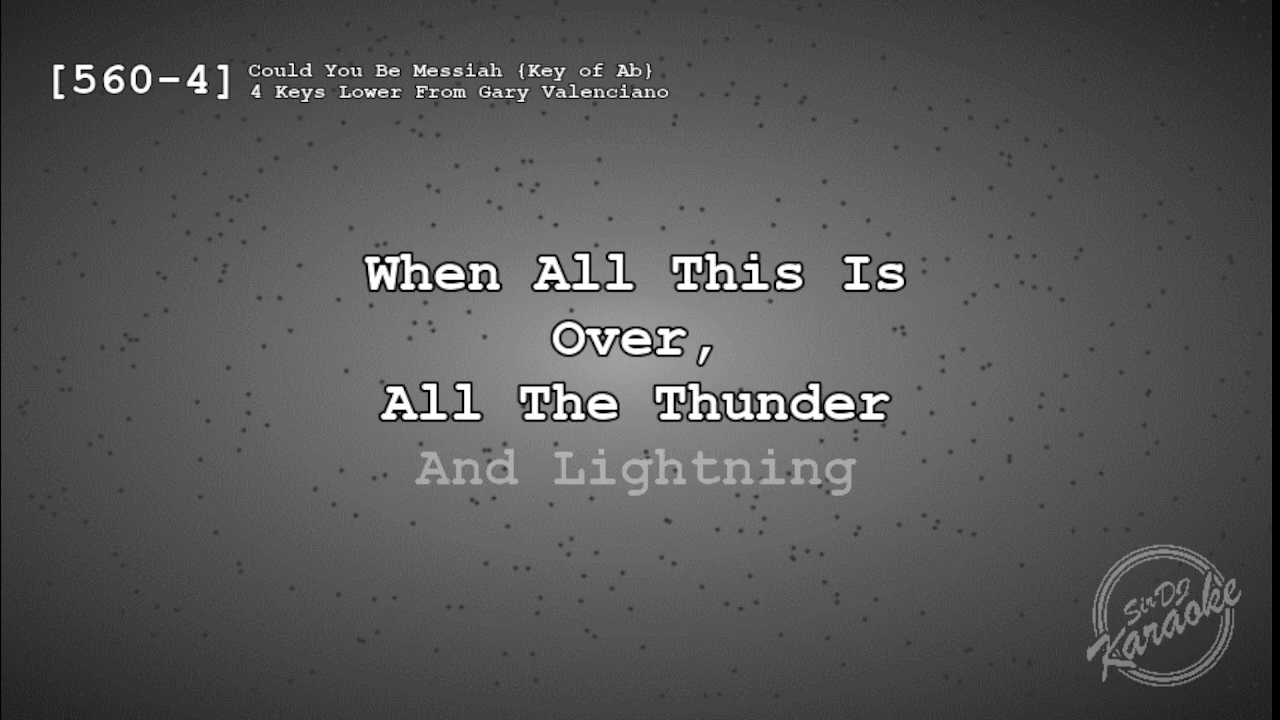 [560-4]
Could You Be Messiah {Key of Ab}
4 Keys Lower From Gary Valenciano
When All This Is
Over,
All The Thunder
And Lightning
Sir DJ
Karaoke